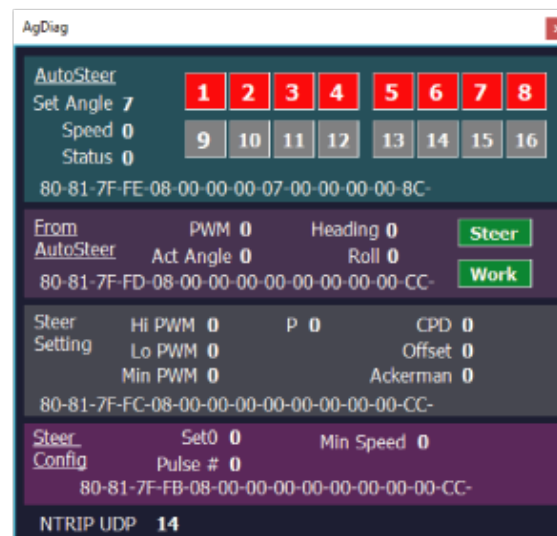 AgDiag
x
AutoSteer
Set Angle 7
Speed 0
Status 0
1 2 3 4 5 6 7 8
9 10 11 12 13 14 15 16
80-81-7F-FE-08-00-00-00-07-00-00-00-00-8C-
From
AutoSteer
PWM 0 Heading 0 Steer
Act Angle 0 Roll 0 Work
80-81-7F-FD-08-00-00-00-00-00-00-00-00-CC-
Steer
Setting
Hi PWM 0 P 0 CPD 0
Lo PWM 0 Offset 0
Min PWM 0 Ackerman 0
80-81-7F-FC-08-00-00-00-00-00-00-00-00-CC-
Steer
Config
Set0 0 Min Speed 0
Pulse # 0
80-81-7F-FB-08-00-00-00-00-00-00-00-00-CC-
NTRIP UDP 14